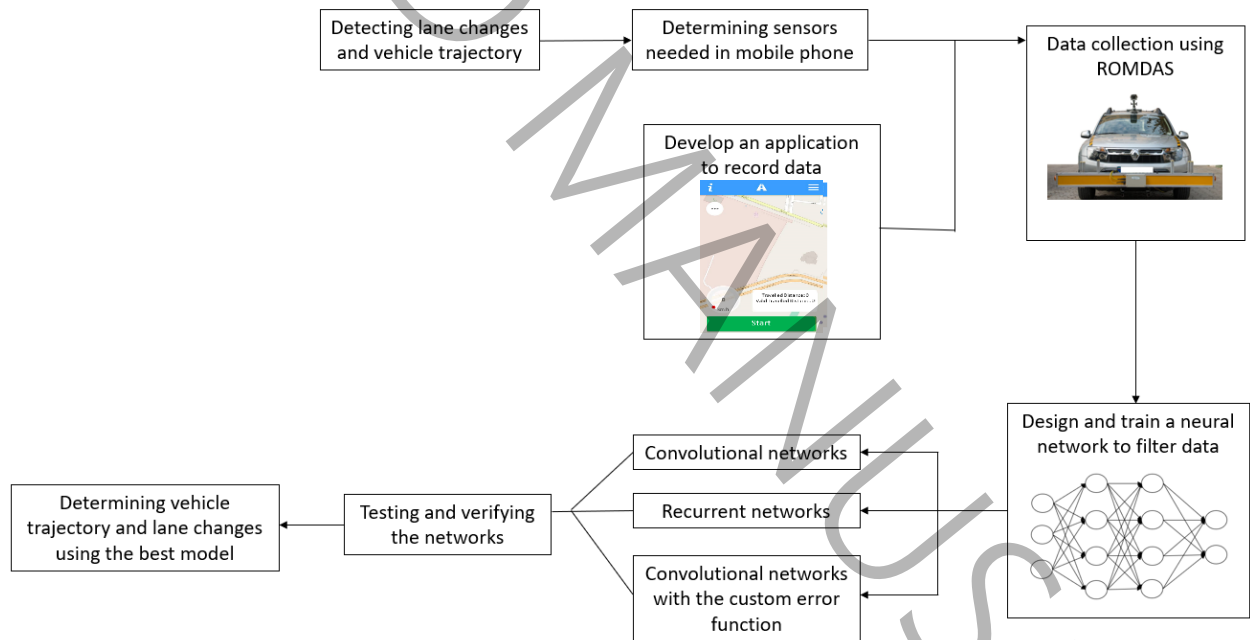 Detecting lane changes
and vehicle trajectory
Determining sensors
needed in mobile phone
Data collection using
ROMDAS
Develop an application
to record data
Start
Design and train a neural
network to filter data
Convolutional networks
Recurrent networks
Convolutional networks
with the custom error
function
Testing and verifying
the networks
Determining vehicle
trajectory and lane changes
using the best model
MANUS